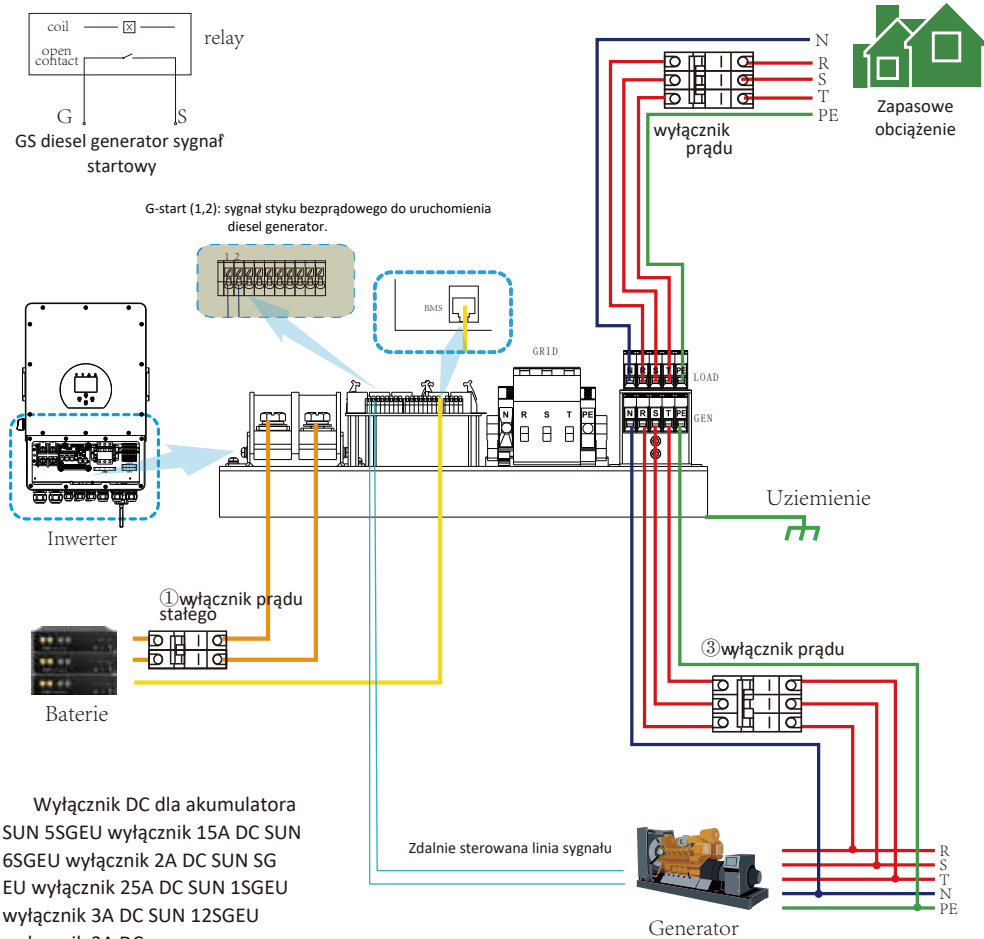 coil
X
relay
open
contact
G
S
GS diesel generator sygnaf
startowy
N
R
S
T
PE
wyłącznik
prądu
Zapasowe
obciążenie
G-start (1,2): sygnał styku bezprądowego do uruchomienia
diesel generator.
1 2
BMS
GRID
N R S T PE
LOAD
N R S T PE
N R S T PE
GEN
Inwerter
Uziemienie
①wyłącznik prądu
stałego
③wyłącznik prądu
Baterie
Wyłącznik DC dla akumulatora
SUN 5SGEU wyłącznik 15A DC SUN
6SGEU wyłącznik 2A DC SUN SG
EU wyłącznik 25A DC SUN 1SGEU
wyłącznik 3A DC SUN 12SGEU
Zdalnie sterowana linia sygnału
R
S
T
N
PE
Generator